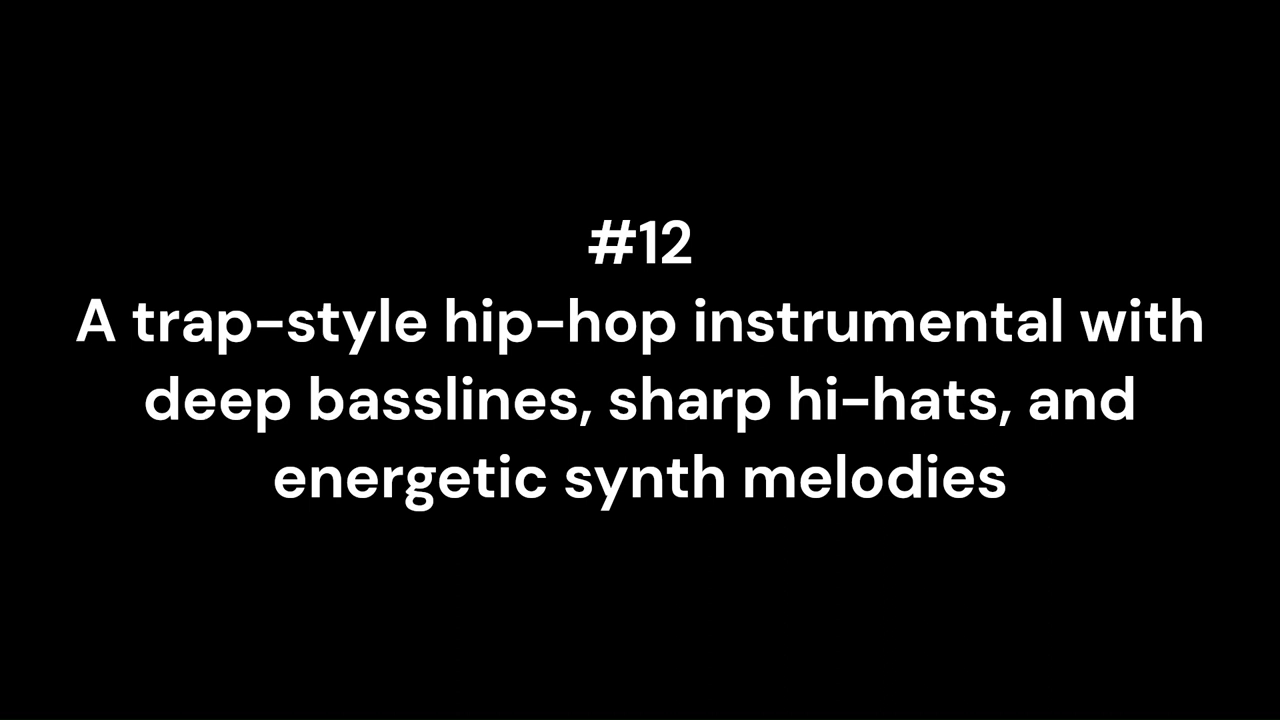 #12
A trap-style hip-hop instrumental with
deep basslines, sharp hi-hats, and
energetic synth melodies